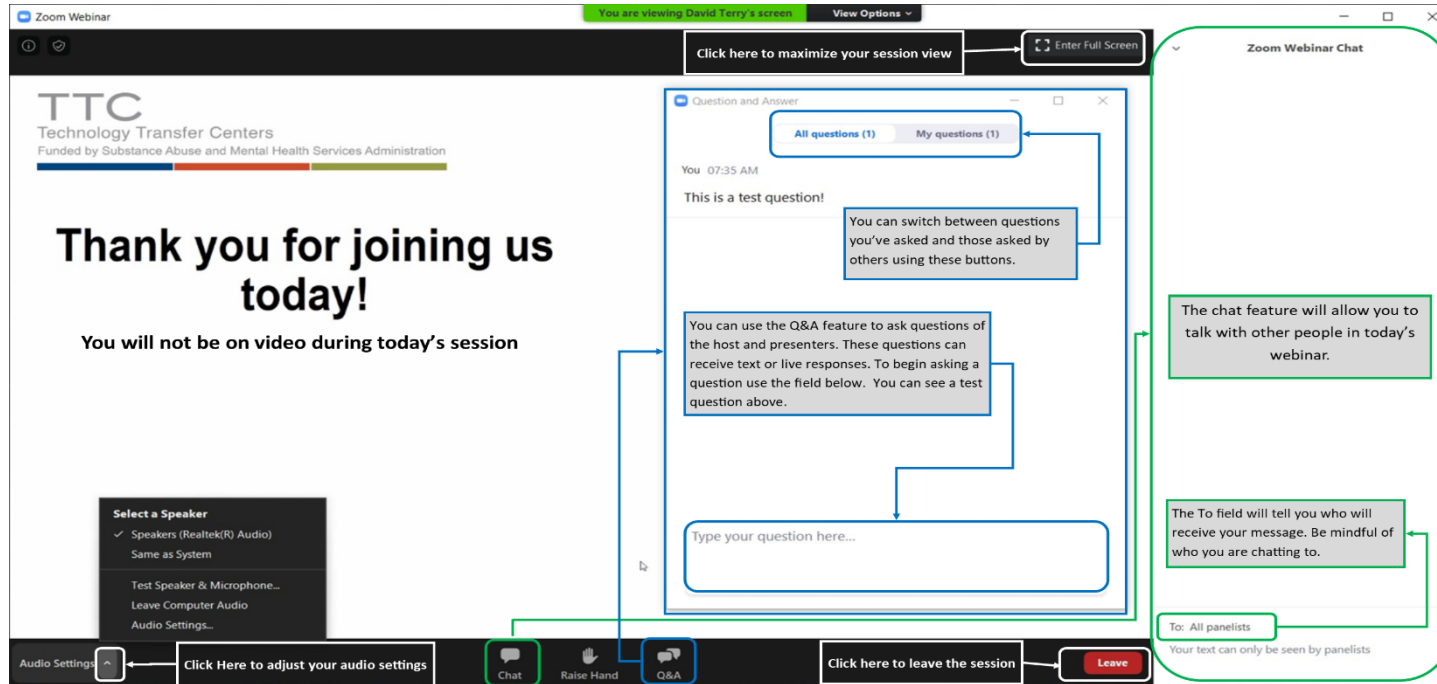 Zoom Webinar
You are viewing David Terry's screen
View Options
Click here to maximize your session view
Enter Full Screen
Zoom Webinar Chat
TTC
Technology Transfer Centers
Funded by Substance Abuse and Mental Health Services Administration
Thank you for joining us
today!
You will not be on video during today's session
Question and Answer
All questions (1)
My questions (1)
You 07:35 AM
This is a test question!
You can switch between questions
you've asked and those asked by
others using these buttons.
You can use the Q&A feature to ask questions of
the host and presenters. These questions can
receive text or live responses. To begin asking a
question use the field below. You can see a test
question above.
Type your question here...
The chat feature will allow you to
talk with other people in today's
webinar.
The To field will tell you who will
receive your message. Be mindful of
who you are chatting to.
To: All panelists
Your text can only be seen by panelists
Select a Speaker
Speakers (Realtek(R) Audio)
Same as System
Test Speaker & Microphone...
Leave Computer Audio
Audio Settings...
Audio Settings
Click Here to adjust your audio settings
Chat
Raise Hand
Q&A
Click here to leave the session
Leave